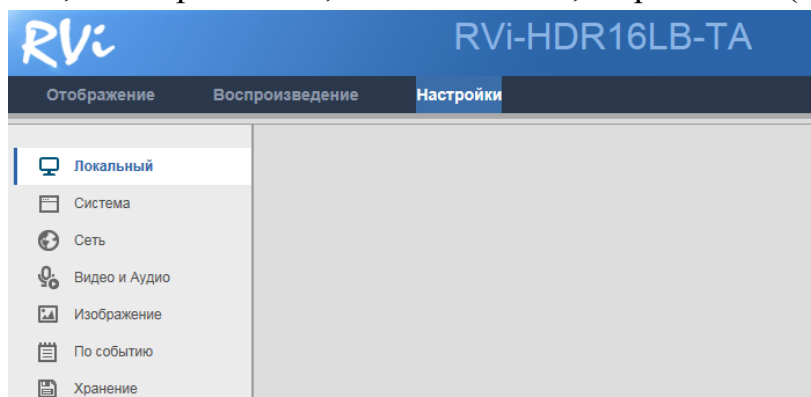 RVi RVi-HDR16LB-TA
Отображение Воспроизведение Настройки
Локальный
Система
Сеть
Видео и Аудио
Изображение
По событию
Хранение